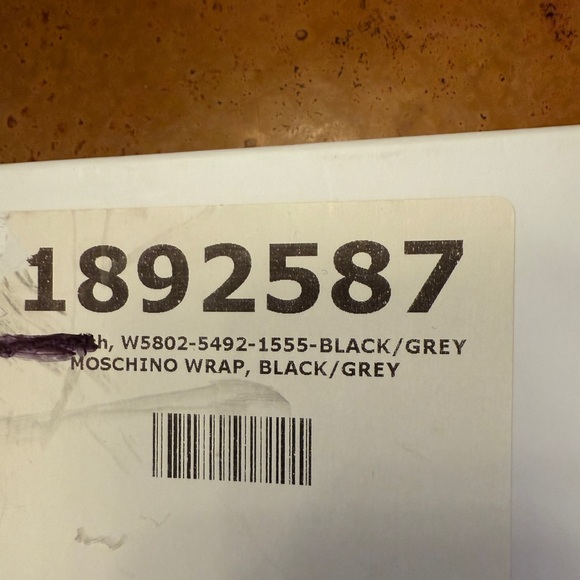 1892587
W5802-5492-1555-BLACK/GREY
MOSCHINO WRAP, BLACK/GREY